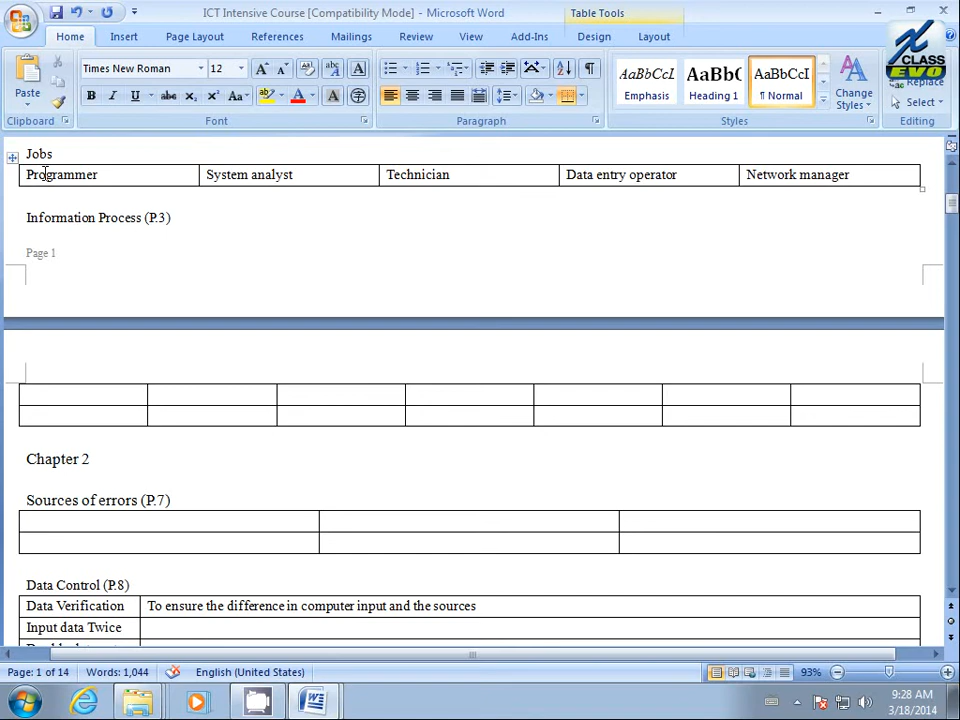 ICT Intensive Course [Compatibility Mode] - Microsoft Word
Table Tools
Home
Insert
Page Layout
References
Mailings
Review
View
Add-Ins
Design
Layout
X CLASS
EVO
Paste
Clipboard
Times New Roman
12
Font
Paragraph
AaBbCcI
Emphasis
AaBb(
Heading 1
AaBbCcI
¶ Normal
Change
Styles
Styles
Replace
Select
Editing
Jobs
Programmer
System analyst
Technician
Data entry operator
Network manager
Information Process (P.3)
Page 1
Chapter 2
Sources of errors (P.7)
Data Control (P.8)
Data Verification
To ensure the difference in computer input and the sources
Input data Twice
Page: 1 of 14
Words: 1,044
English (United States)
93%
9:28 AM
3/18/2014